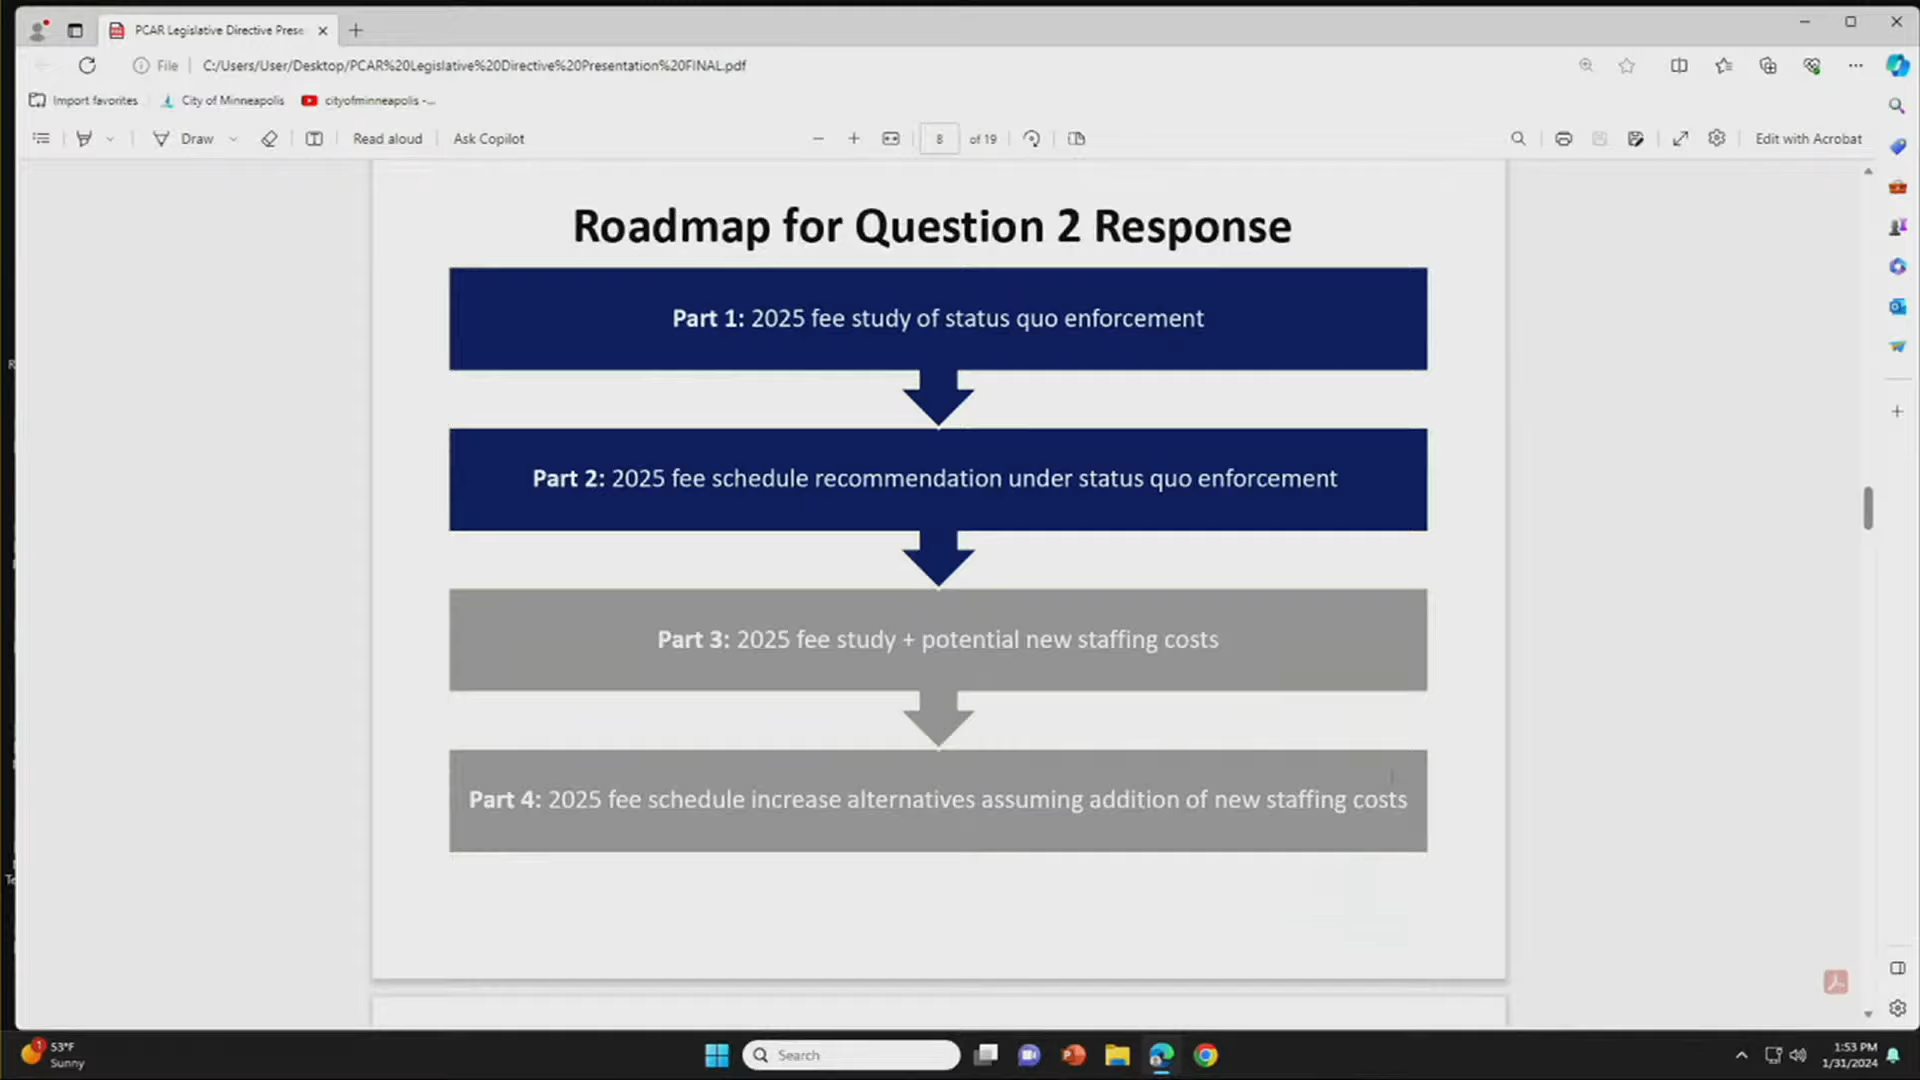 PCAR Legislative Directive Prese
File
C:/Users/User/Desktop/PCAR%20Legislative%20Directive%20Presentation%20FINAL.pdf
Import favorites
City of Minneapolis
cityofminneapolis -...
Draw
Read aloud
Ask Copilot
8 of 19
Edit with Acrobat
Roadmap for Question 2 Response
Part 1: 2025 fee study of status quo enforcement
Part 2: 2025 fee schedule recommendation under status quo enforcement
Part 3: 2025 fee study + potential new staffing costs
Part 4: 2025 fee schedule increase alternatives assuming addition of new staffing costs
1
53°F
Sunny
Search
1:53 PM
1/31/2024